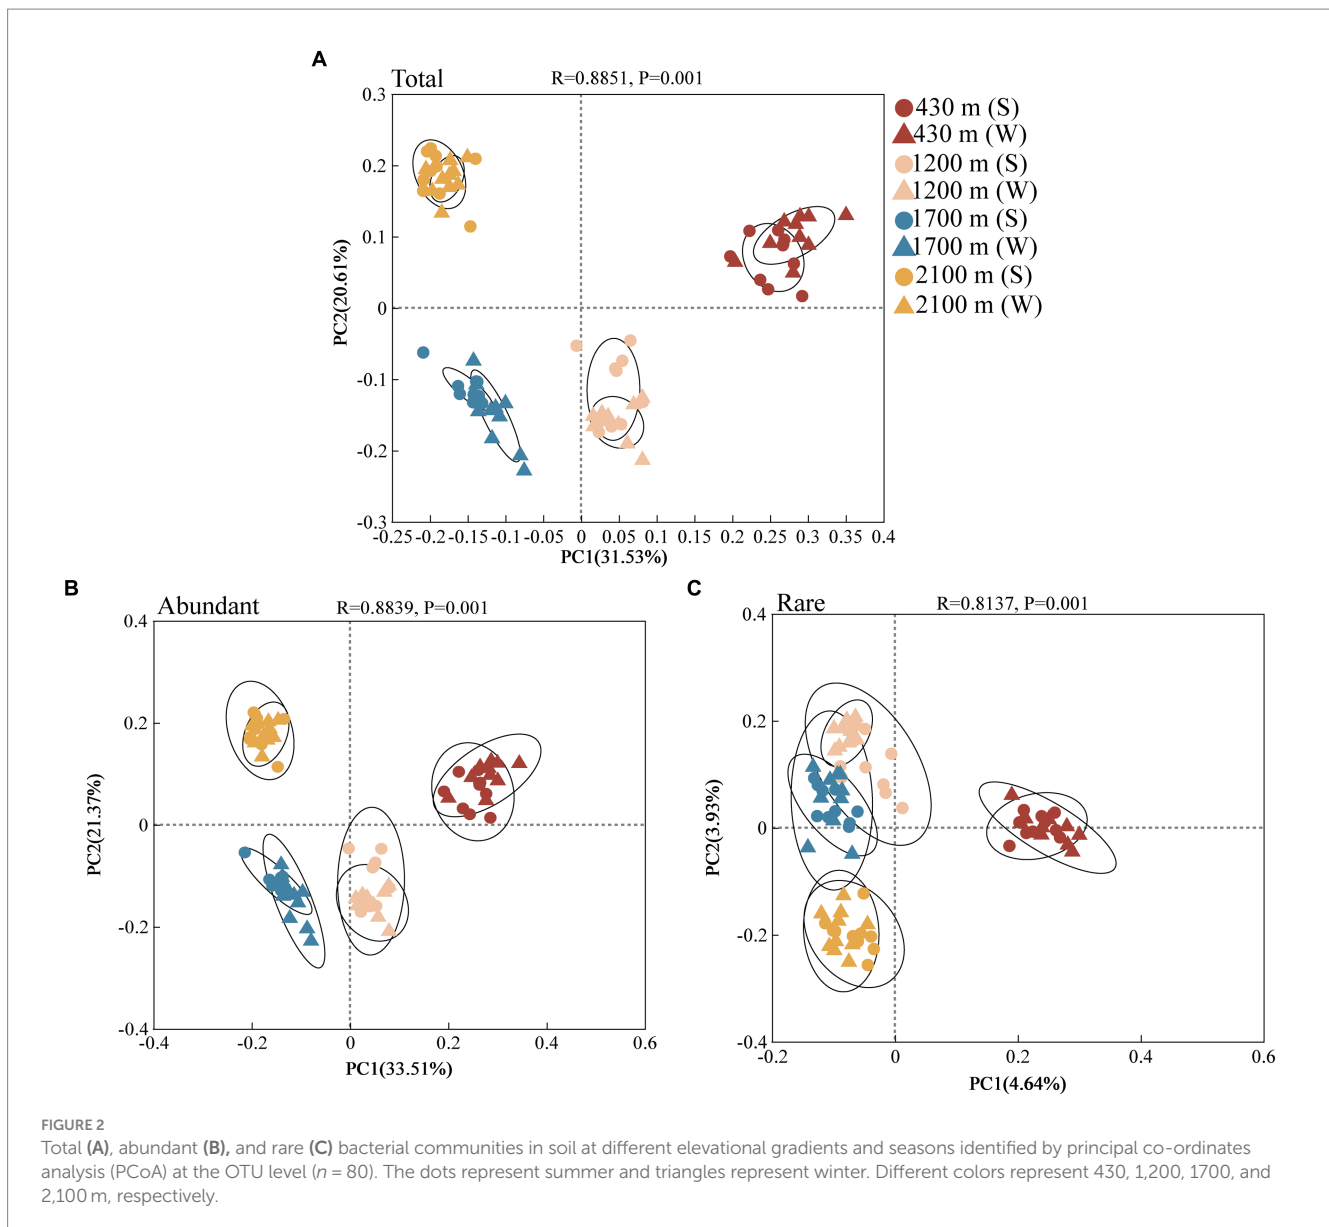 A
Total
R=0.8851, P=0.001
0.3
0.2
0.1
0
-0.1
-0.2
-0.3
PC2(20.61%)
-0.25 -0.2 -0.15 -0.1 -0.05 0 0.05 0.1 0.15 0.2 0.25 0.3 0.35 0.4
PC1(31.53%)
430 m (S)
430 m (W)
1200 m (S)
1200 m (W)
1700 m (S)
1700 m (W)
2100 m (S)
2100 m (W)
B
Abundant
R=0.8839, P=0.001
0.4
0.2
0
-0.2
-0.4
PC2(21.37%)
-0.4 -0.2 0 0.2 0.4 0.6
PC1(33.51%)
C
Rare
R=0.8137, P=0.001
0.4
0.2
0
-0.2
-0.4
PC2(3.93%)
-0.2 0 0.2 0.4 0.6
PC1(4.64%)
FIGURE 2
Total (A), abundant (B), and rare (C) bacterial communities in soil at different elevational gradients and seasons identified by principal co-ordinates
analysis (PCoA) at the OTU level (n = 80). The dots represent summer and triangles represent winter. Different colors represent 430, 1,200, 1700, and
2,100 m, respectively.